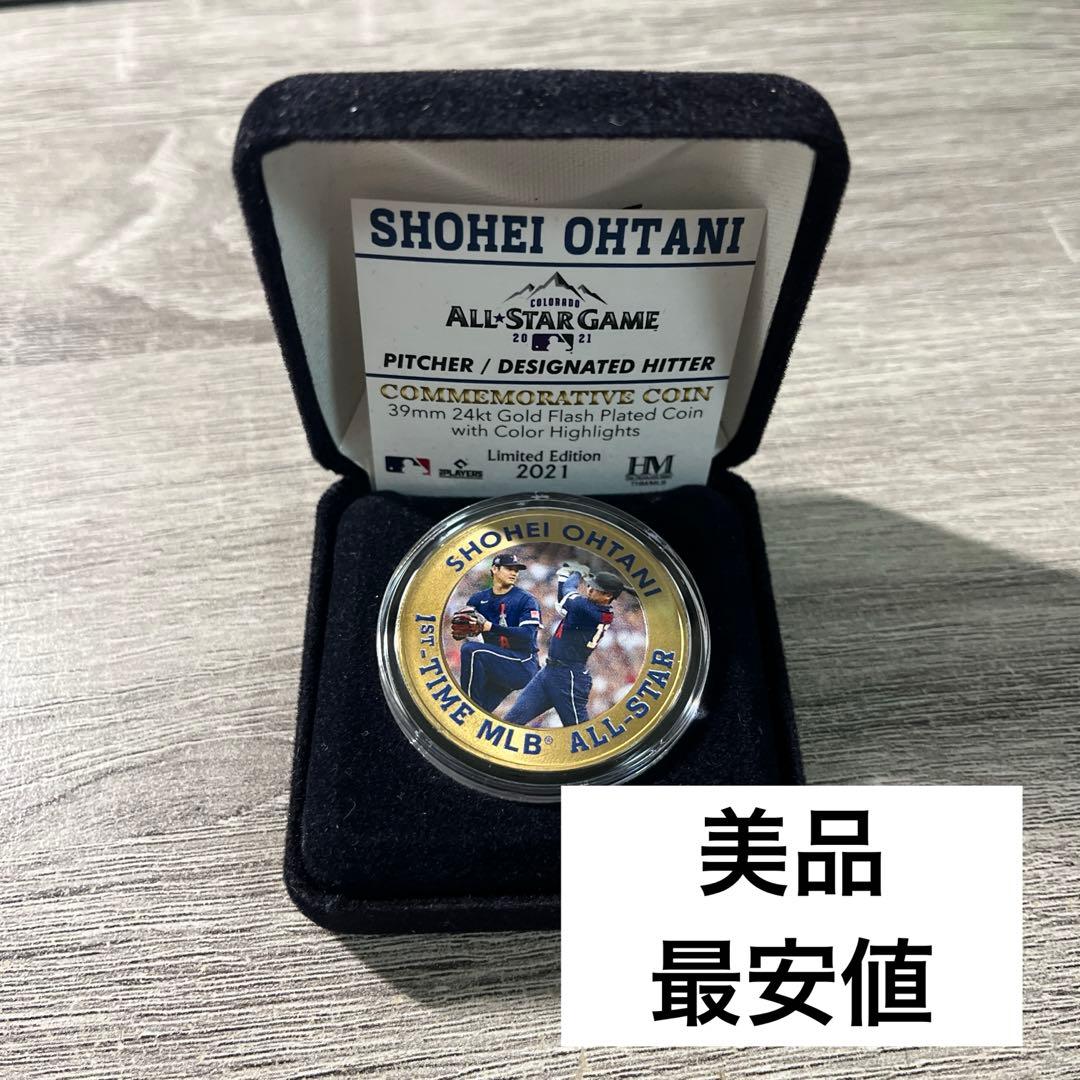 SHOHEI OHTANI
COLORADO
ALL★STAR GAME
20 21
PITCHER / DESIGNATED HITTER
COMMEMORATIVE COIN
39mm 24kt Gold Flash Plated Coin
with Color Highlights
Limited Edition
2021
PLAYERS
HM
SHOHEI OHTANI
1ST-TIME MLB® ALL-STAR
美品
最安値